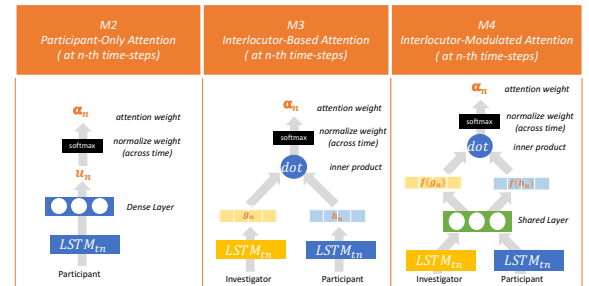 M2
Participant-Only Attention
( at n-th time-steps)
M3
Interlocutor-Based Attention
( at n-th time-steps)
M4
Interlocutor-Modulated Attention
( at n-th time-steps)
αn
attention weight
softmax
normalize weight
(across time)
un
Dense Layer
LSTMtn
Participant
αn
attention weight
softmax
normalize weight
(across time)
dot
inner product
gn
hn
LSTMtn
LSTMtn
Investigator
Participant
αn
attention weight
softmax
normalize weight
(across time)
dot
inner product
f(gn)
f(hn)
Shared Layer
LSTMtn
LSTMtn
Investigator
Participant